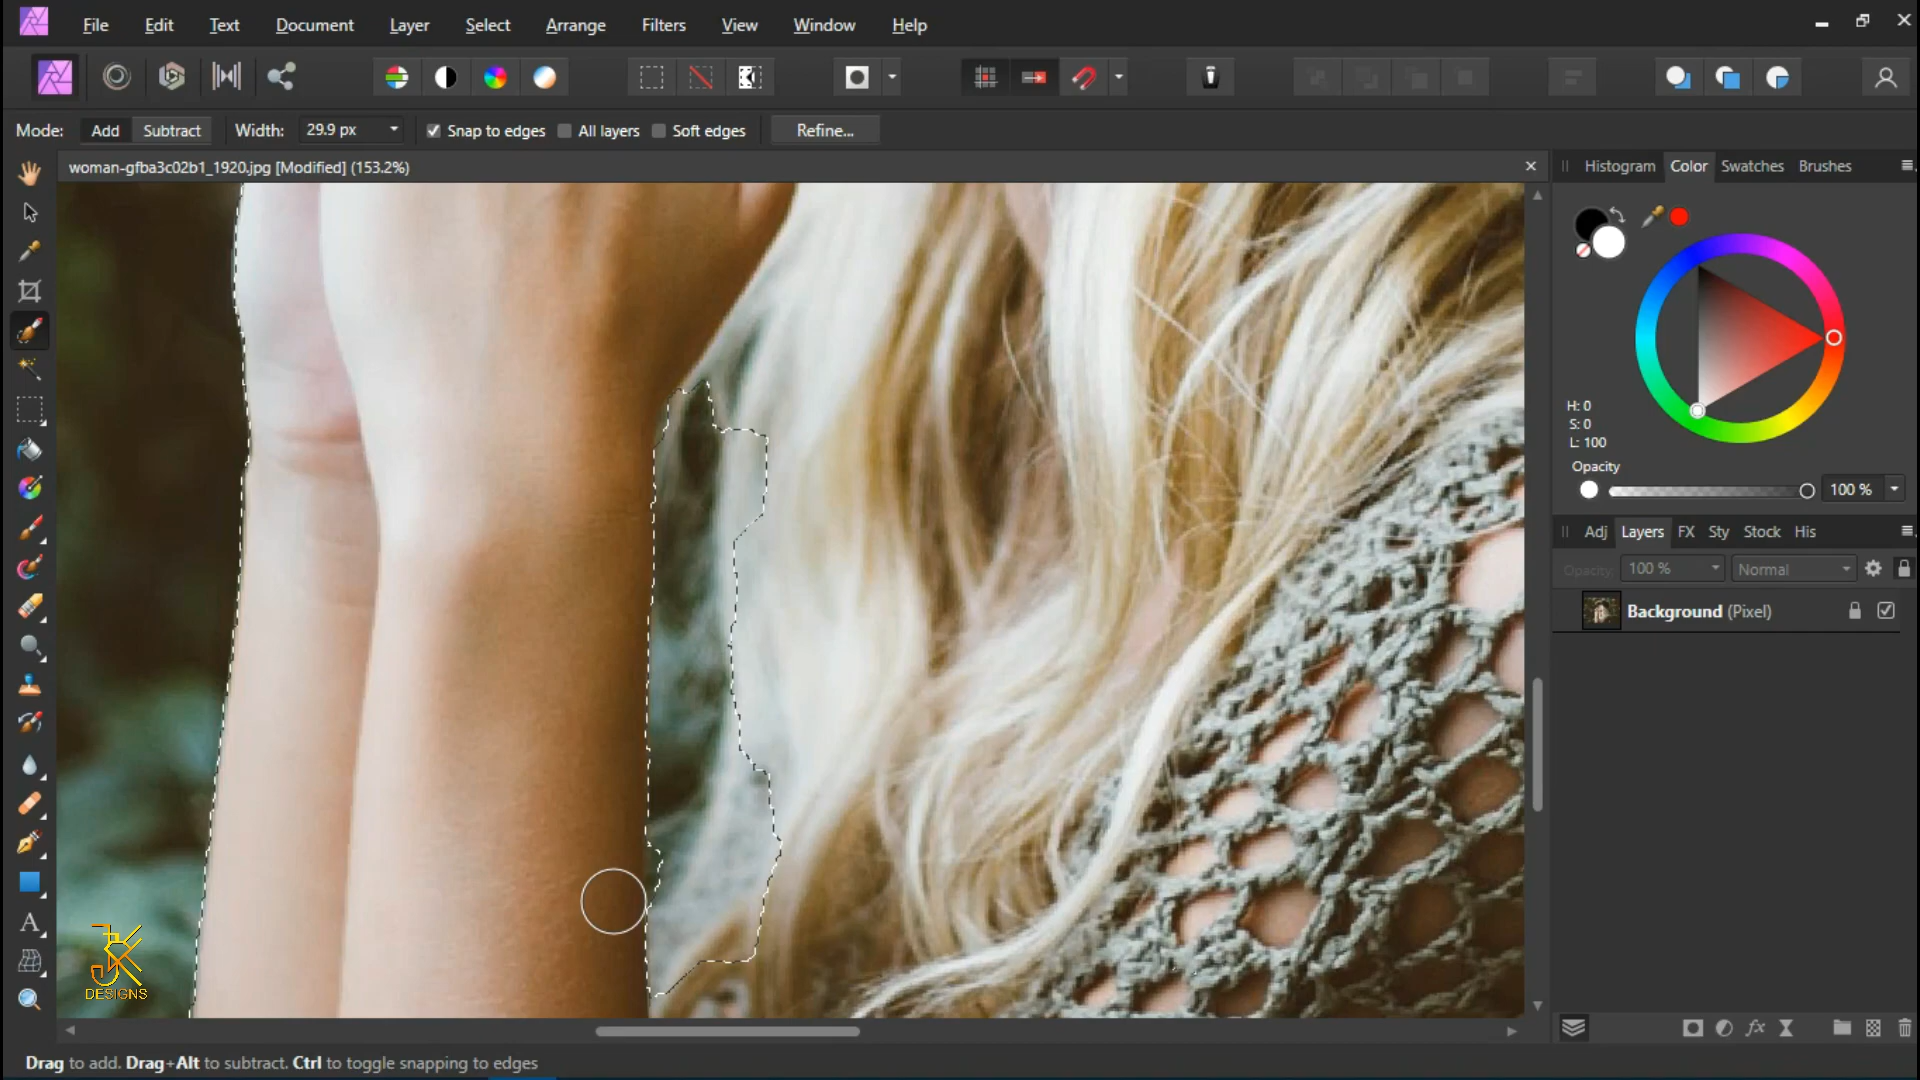 File Edit Text Document Layer Select Arrange Filters View Window Help
Mode: Add Subtract Width: 29.9 px Snap to edges All layers Soft edges Refine...
woman-gfba3c02b1_1920.jpg [Modified] (153.2%)
Histogram Color Swatches Brushes
H: 0
S: 0
L: 100
Opacity
100 %
Adj Layers FX Sty Stock His
Opacity: 100 % Normal
Background (Pixel)
JK
DESIGNS
Drag to add. Drag+Alt to subtract. Ctrl to toggle snapping to edges